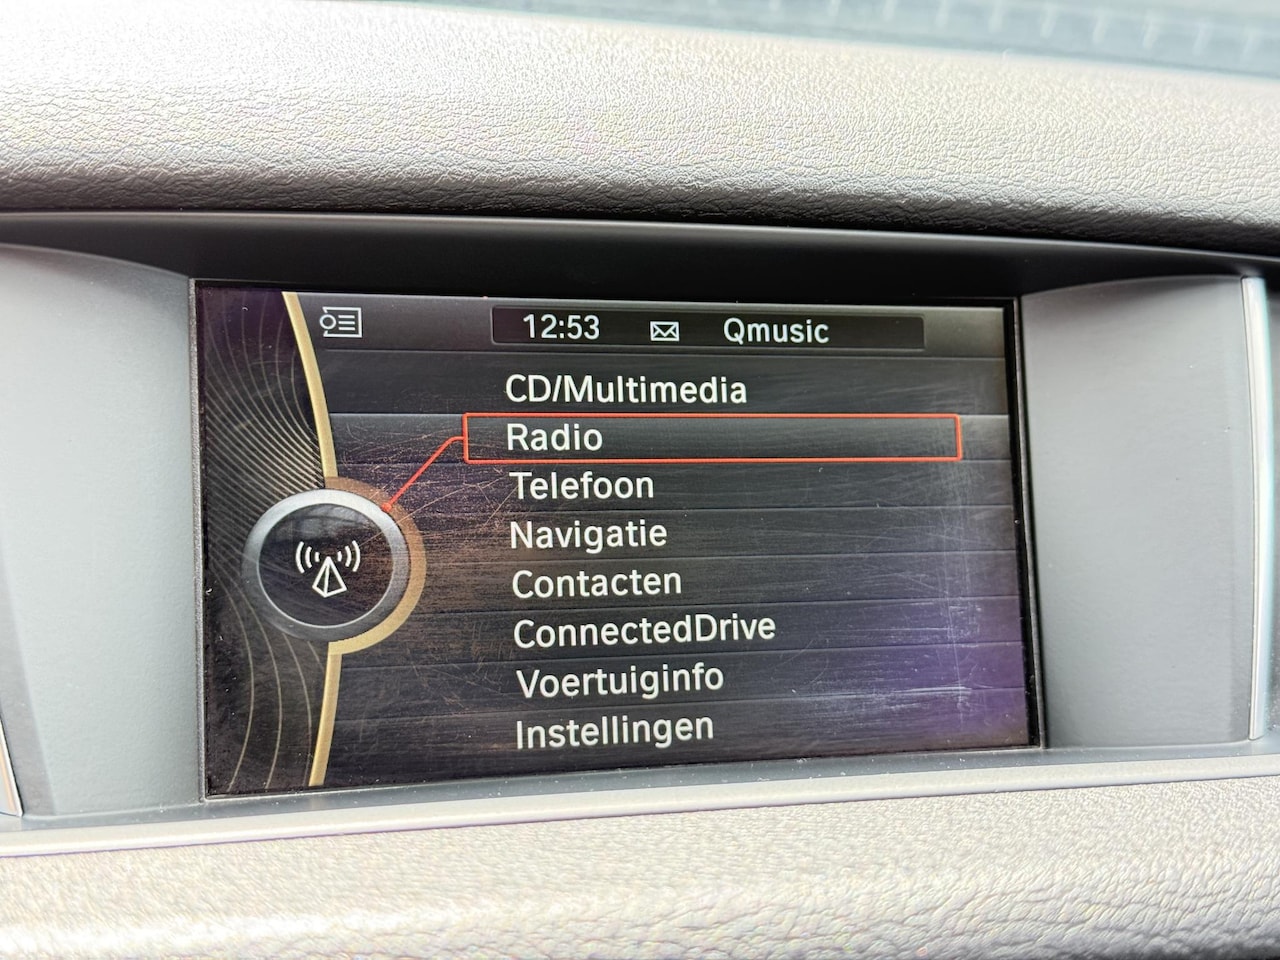 12:53 Qmusic
CD/Multimedia
Radio
Telefoon
Navigatie
Contacten
ConnectedDrive
Voertuiginfo
Instellingen